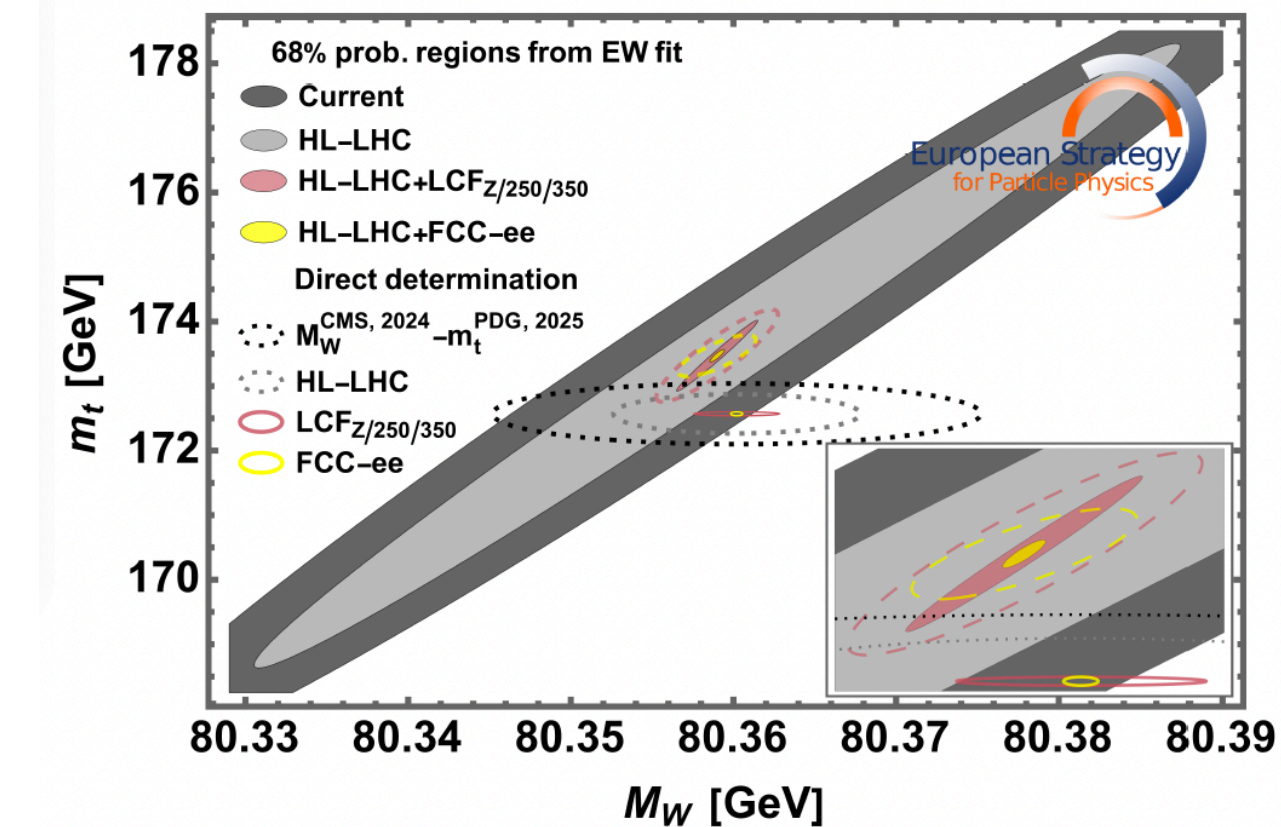 68% prob. regions from EW fit
Current
HL–LHC
HL–LHC+LCF_Z/250/350
HL–LHC+FCC–ee
Direct determination
M_W^CMS, 2024 –m_t^PDG, 2025
HL–LHC
LCF_Z/250/350
FCC–ee
European Strategy
for Particle Physics
m_t [GeV]
178
176
174
172
170
80.33 80.34 80.35 80.36 80.37 80.38 80.39
M_W [GeV]